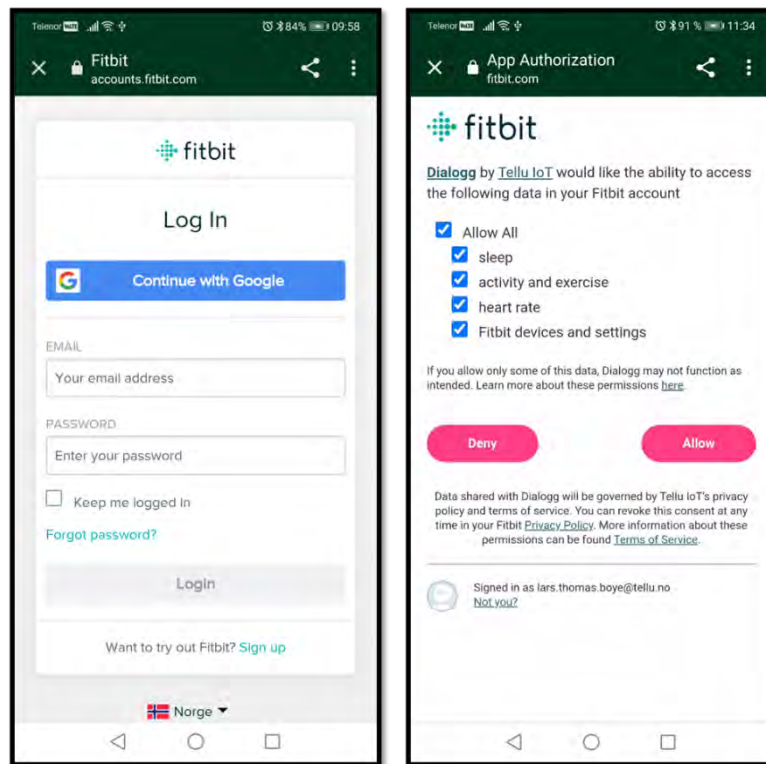 Telenor VoLTE 84% 09:58
Fitbit
accounts.fitbit.com
fitbit
Log In
G Continue with Google
EMAIL
Your email address
PASSWORD
Enter your password
Keep me logged in
Forgot password?
Login
Want to try out Fitbit? Sign up
Norge
Telenor VoLTE 91 % 11:34
App Authorization
fitbit.com
fitbit
Dialogg by Tellu IoT would like the ability to access
the following data in your Fitbit account
Allow All
sleep
activity and exercise
heart rate
Fitbit devices and settings
If you allow only some of this data, Dialogg may not function as
intended. Learn more about these permissions here.
Deny Allow
Data shared with Dialogg will be governed by Tellu IoT's privacy
policy and terms of service. You can revoke this consent at any
time in your Fitbit Privacy Policy. More information about these
permissions can be found Terms of Service.
Signed in as lars.thomas.boye@tellu.no
Not you?